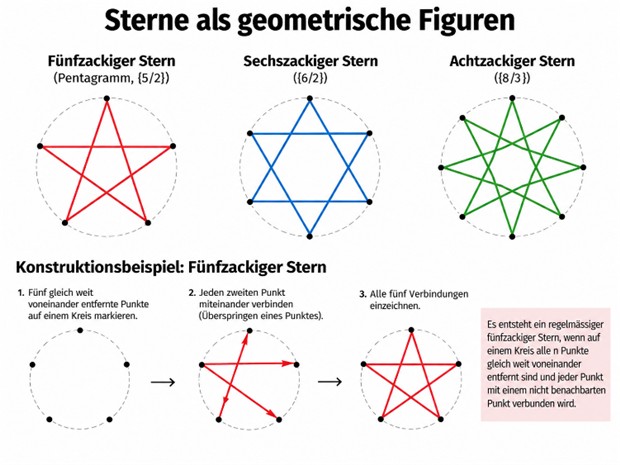 Sterne als geometrische Figuren
Fünfzackiger Stern
(Pentagramm, {5/2})
Sechszackiger Stern
({6/2})
Achtzackiger Stern
({8/3})
Konstruktionsbeispiel: Fünfzackiger Stern
1. Fünf gleich weit
voneinander entfernte Punkte
auf einem Kreis markieren.
2. Jeden zweiten Punkt
miteinander verbinden
(Überspringen eines Punktes).
3. Alle fünf Verbindungen
einzeichnen.
Es entsteht ein regelmässiger
fünfzackiger Stern, wenn auf
einem Kreis alle n Punkte
gleich weit voneinander
entfernt sind und jeder Punkt
mit einem nicht benachbarten
Punkt verbunden wird.